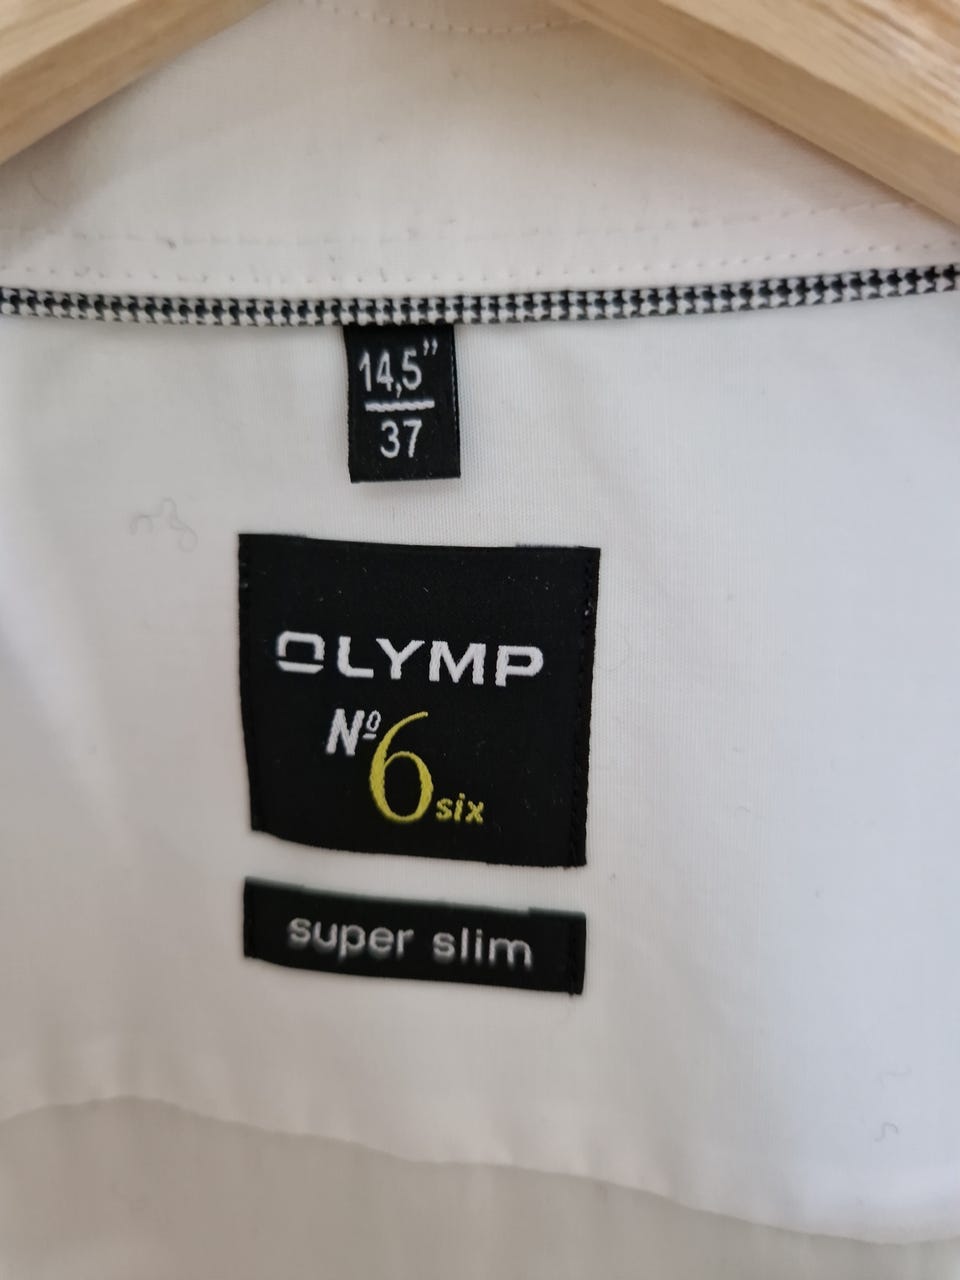 14,5”
37
OLYMP
Nº6six
super slim